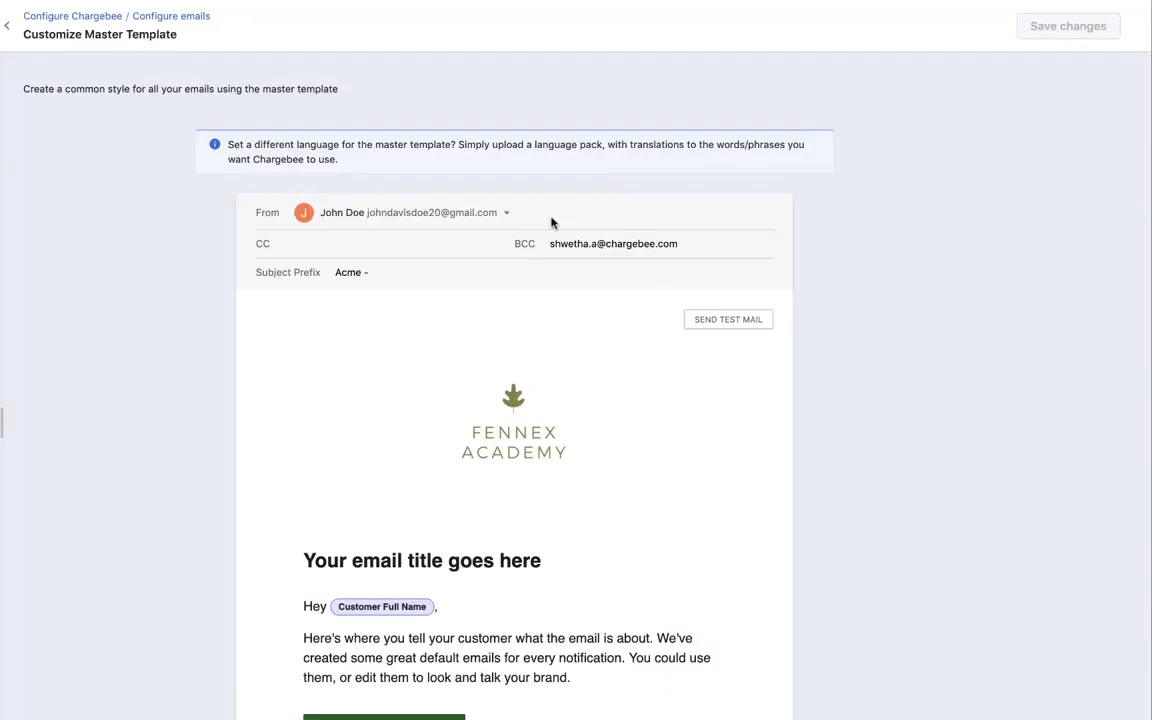 Configure Chargebee / Configure emails
Customize Master Template
Save changes
Create a common style for all your emails using the master template
Set a different language for the master template? Simply upload a language pack, with translations to the words/phrases you
want Chargebee to use.
From J John Doe johndavisdoe20@gmail.com
CC BCC shwetha.a@chargebee.com
Subject Prefix Acme -
SEND TEST MAIL
FENNEX
ACADEMY
Your email title goes here
Hey Customer Full Name,
Here's where you tell your customer what the email is about. We've
created some great default emails for every notification. You could use
them, or edit them to look and talk your brand.